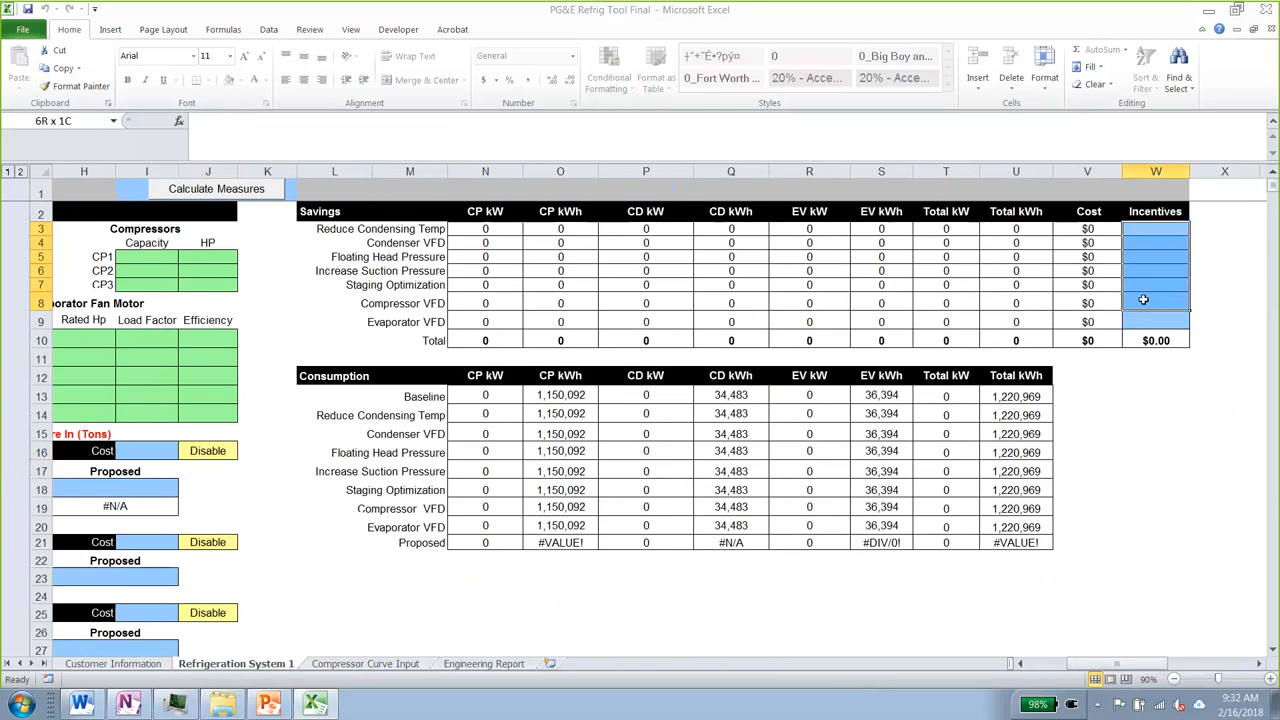 PG&E Refrig Tool Final - Microsoft Excel
File Home Insert Page Layout Formulas Data Review View Developer Acrobat
Paste Cut Copy Format Painter Clipboard
Arial 11 A A B I U A Font
Wrap Text Merge & Center Alignment
General $ % , Number
Conditional Formatting Format as Table
0 0_Big Boy an...
0_Fort Worth ... 20% - Acce... 20% - Acce...
Styles
Insert Delete Format Cells
AutoSum Fill Clear Sort & Filter Find & Select Editing
6R x 1C fx
1 2 H I J K L M N O P Q R S T U V W X
1 Calculate Measures
2 Savings CP kW CP kWh CD kW CD kWh EV kW EV kWh Total kW Total kWh Cost Incentives
3 Compressors Reduce Condensing Temp 0 0 0 0 0 0 0 0 $0
4 Capacity HP Condenser VFD 0 0 0 0 0 0 0 0 $0
5 CP1 Floating Head Pressure 0 0 0 0 0 0 0 0 $0
6 CP2 Increase Suction Pressure 0 0 0 0 0 0 0 0 $0
7 CP3 Staging Optimization 0 0 0 0 0 0 0 0 $0
8 porator Fan Motor Compressor VFD 0 0 0 0 0 0 0 0 $0
9 Rated Hp Load Factor Efficiency Evaporator VFD 0 0 0 0 0 0 0 0 $0
10 Total 0 0 0 0 0 0 0 0 $0 $0.00
11
12 Consumption CP kW CP kWh CD kW CD kWh EV kW EV kWh Total kW Total kWh
13 Baseline 0 1,150,092 0 34,483 0 36,394 0 1,220,969
14 Reduce Condensing Temp 0 1,150,092 0 34,483 0 36,394 0 1,220,969
15 re In (Tons) Condenser VFD 0 1,150,092 0 34,483 0 36,394 0 1,220,969
16 Cost Disable Floating Head Pressure 0 1,150,092 0 34,483 0 36,394 0 1,220,969
17 Proposed Increase Suction Pressure 0 1,150,092 0 34,483 0 36,394 0 1,220,969
18 Staging Optimization 0 1,150,092 0 34,483 0 36,394 0 1,220,969
19 #N/A Compressor VFD 0 1,150,092 0 34,483 0 36,394 0 1,220,969
20 Evaporator VFD 0 1,150,092 0 34,483 0 36,394 0 1,220,969
21 Cost Disable Proposed 0 #VALUE! 0 #N/A 0 #DIV/0! 0 #VALUE!
22 Proposed
23
24
25 Cost Disable
26 Proposed
27
Customer Information Refrigeration System 1 Compressor Curve Input Engineering Report
90%
98% 9:32 AM
2/16/2018